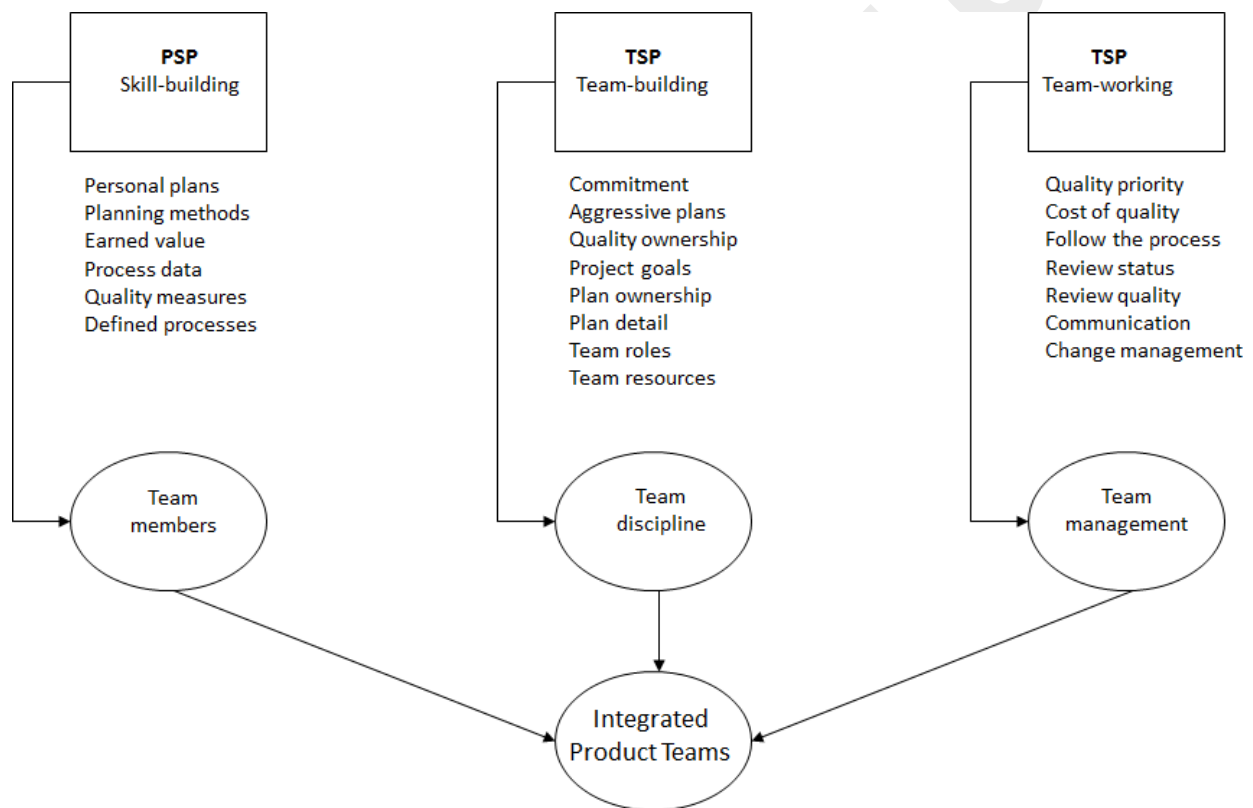 PSP
Skill-building
Personal plans
Planning methods
Earned value
Process data
Quality measures
Defined processes
Team
members
TSP
Team-building
Commitment
Aggressive plans
Quality ownership
Project goals
Plan ownership
Plan detail
Team roles
Team resources
Team
discipline
TSP
Team-working
Quality priority
Cost of quality
Follow the process
Review status
Review quality
Communication
Change management
Team
management
Integrated
Product Teams